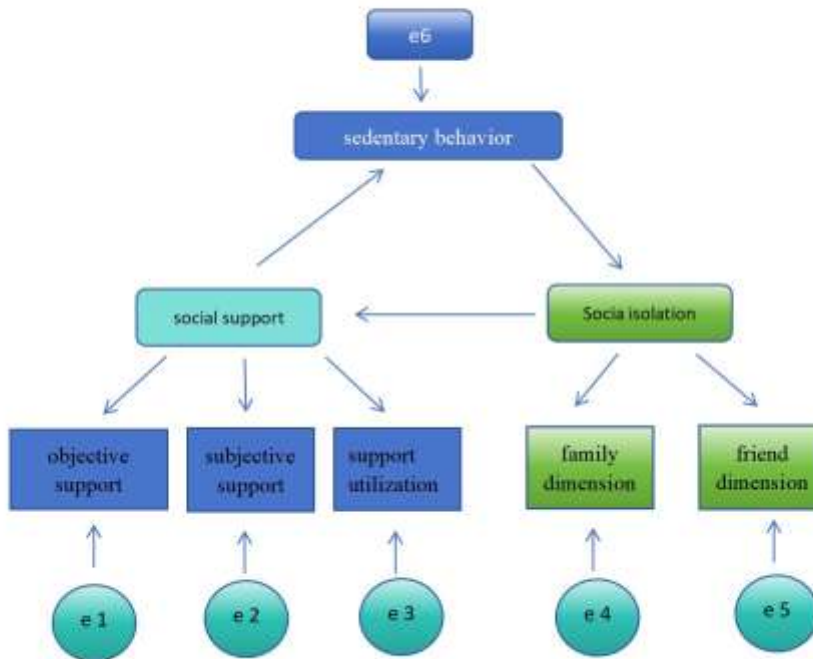 e6
sedentary behavior
social support
Socia isolation
objective
support
subjective
support
support
utilization
family
dimension
friend
dimension
e 1
e 2
e 3
e 4
e 5